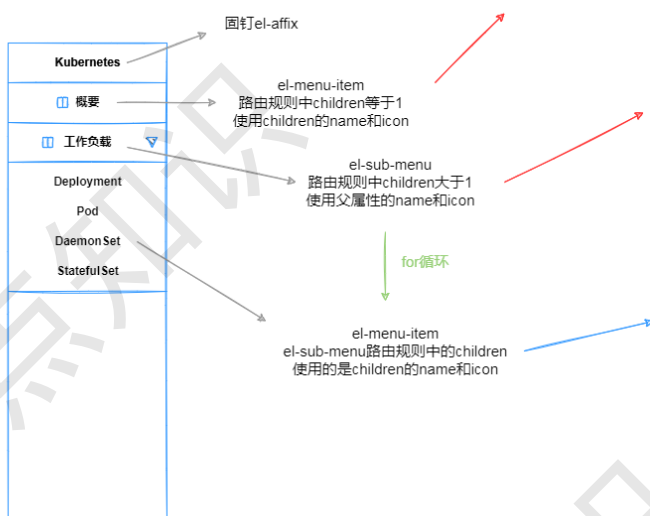 固钉el-affix
Kubernetes
概要
工作负载
Deployment
Pod
DaemonSet
StatefulSet
el-menu-item
路由规则中children等于1
使用children的name和icon
el-sub-menu
路由规则中children大于1
使用父属性的name和icon
for循环
el-menu-item
el-sub-menu路由规则中的children
使用的是children的name和icon
点知识